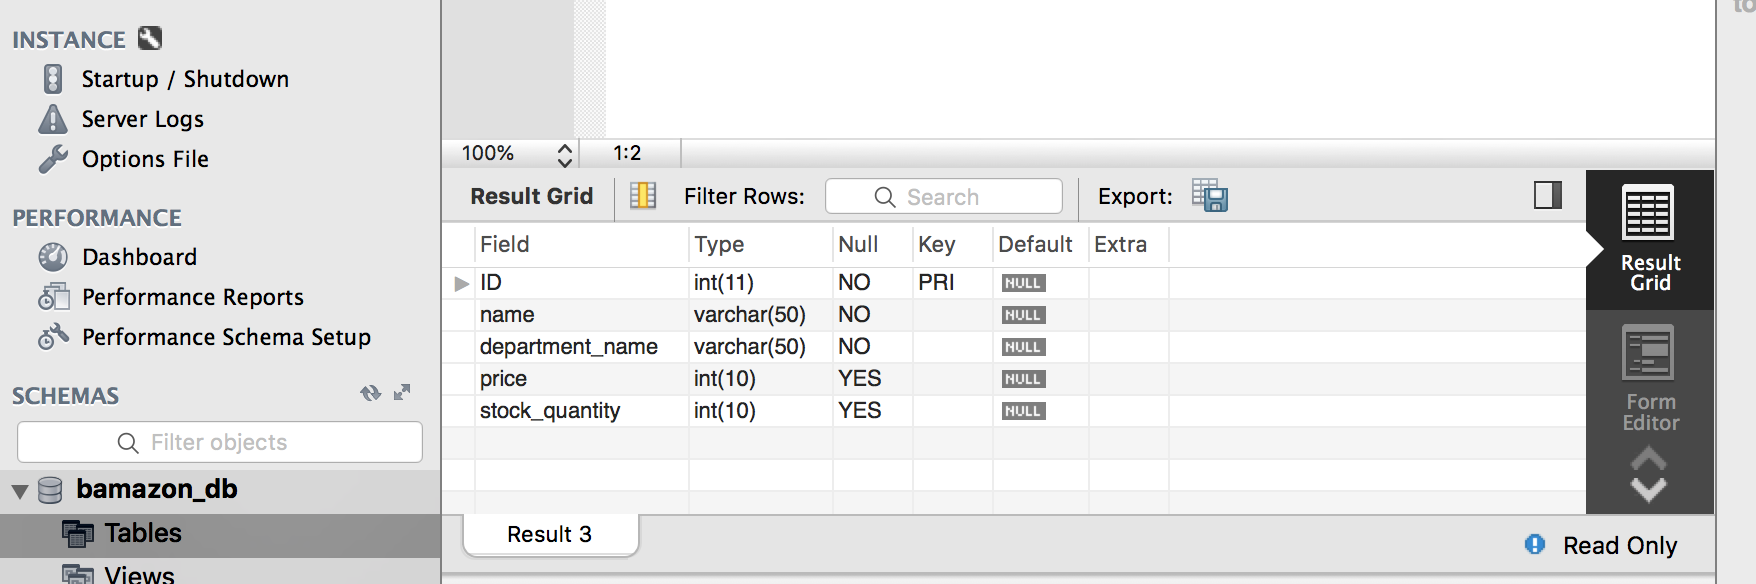 INSTANCE
Startup / Shutdown
Server Logs
Options File
PERFORMANCE
Dashboard
Performance Reports
Performance Schema Setup
SCHEMAS
Filter objects
bamazon_db
Tables
Views
100% 1:2
Result Grid Filter Rows: Search Export:
Field Type Null Key Default Extra
ID int(11) NO PRI NULL
name varchar(50) NO NULL
department_name varchar(50) NO NULL
price int(10) YES NULL
stock_quantity int(10) YES NULL
Result 3
Read Only
Result
Grid
Form
Editor
to